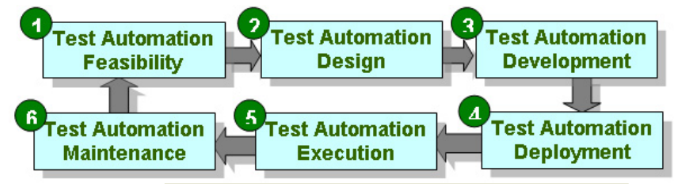 1
Test Automation
Feasibility
2
Test Automation
Design
3
Test Automation
Development
4
Test Automation
Deployment
5
Test Automation
Execution
6
Test Automation
Maintenance